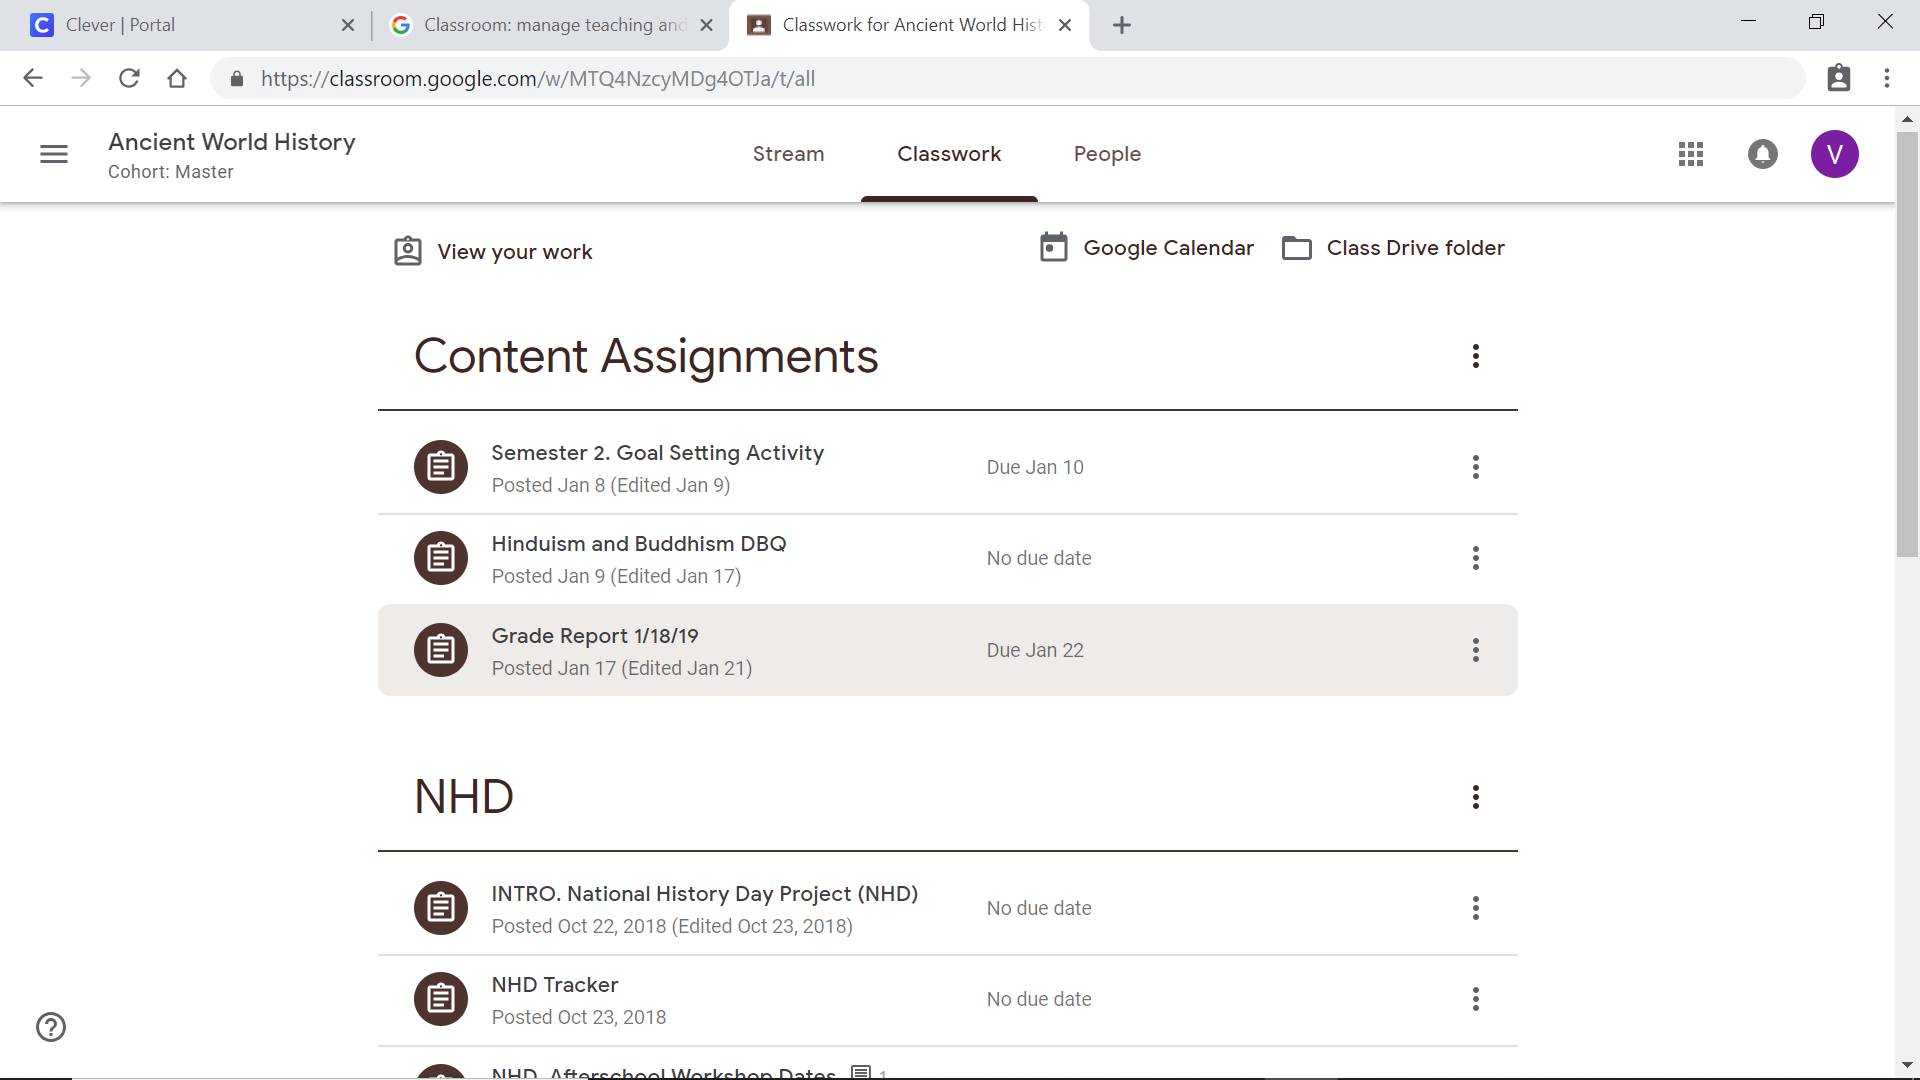 Clever | Portal
Classroom: manage teaching and
Classwork for Ancient World Hist
https://classroom.google.com/w/MTQ4NzcyMDg4OTJa/t/all
Ancient World History
Cohort: Master
Stream
Classwork
People
V
View your work
Google Calendar
Class Drive folder
Content Assignments
Semester 2. Goal Setting Activity
Due Jan 10
Posted Jan 8 (Edited Jan 9)
Hinduism and Buddhism DBQ
No due date
Posted Jan 9 (Edited Jan 17)
Grade Report 1/18/19
Due Jan 22
Posted Jan 17 (Edited Jan 21)
NHD
INTRO. National History Day Project (NHD)
No due date
Posted Oct 22, 2018 (Edited Oct 23, 2018)
NHD Tracker
No due date
Posted Oct 23, 2018
NHD. Afterschool Workshop Dates 1